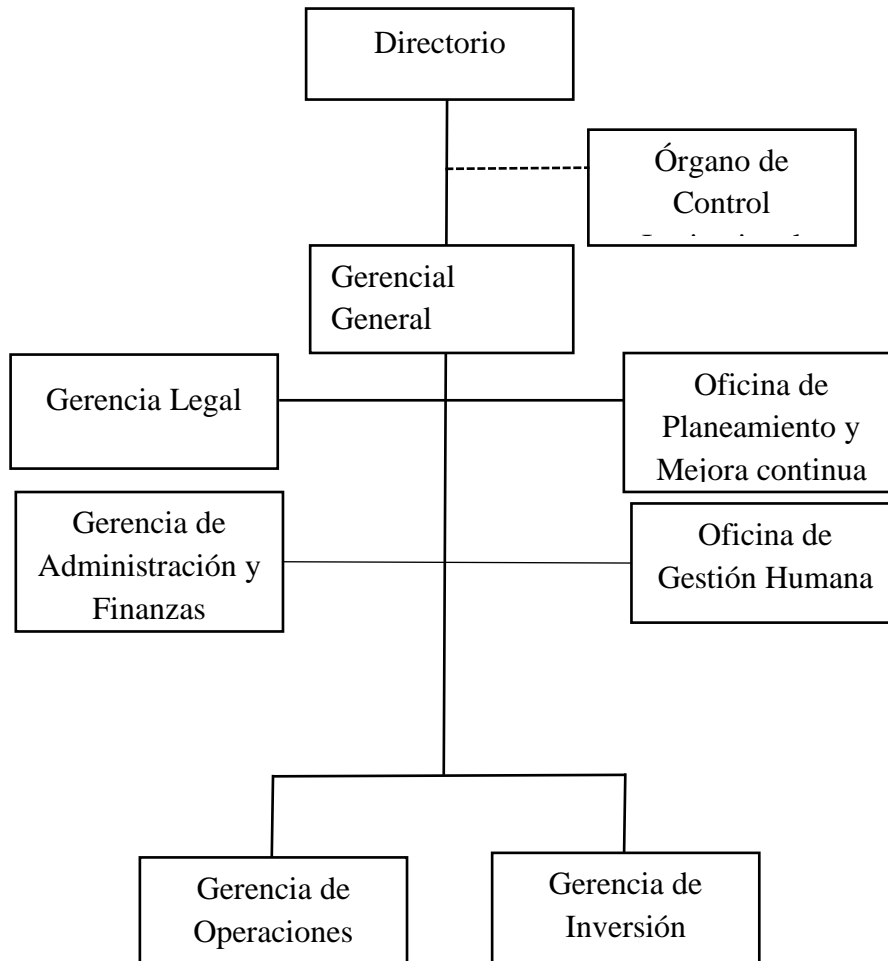 Directorio
Órgano de
Control
Gerencial
General
Gerencia Legal
Oficina de
Planeamiento y
Mejora continua
Gerencia de
Administración y
Finanzas
Oficina de
Gestión Humana
Gerencia de
Operaciones
Gerencia de
Inversión